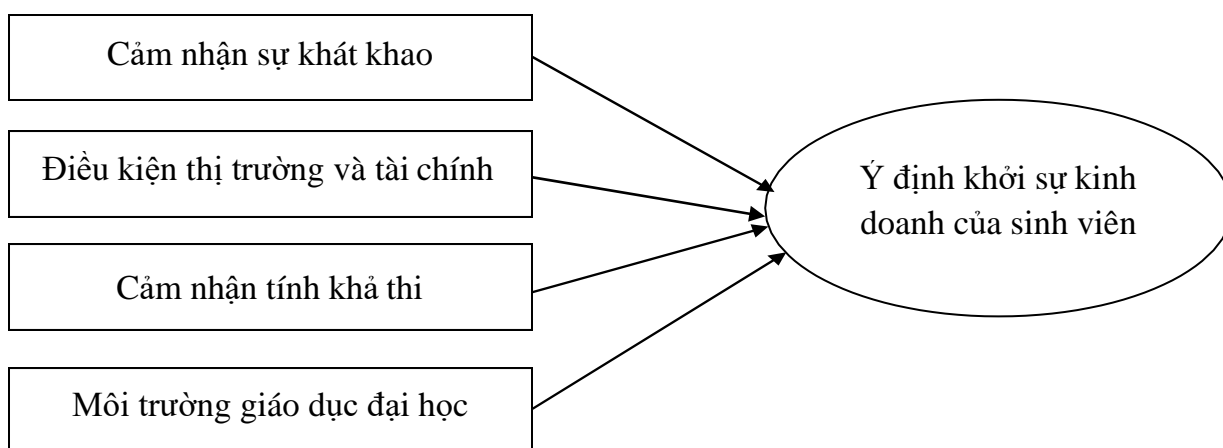 Cảm nhận sự khát khao
Điều kiện thị trường và tài chính
Cảm nhận tính khả thi
Môi trường giáo dục đại học
Ý định khởi sự kinh
doanh của sinh viên